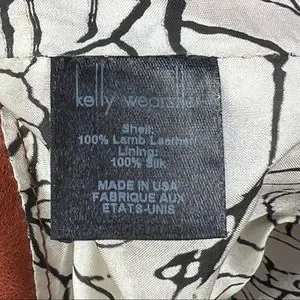 kelly wearstler
Shell:
100% Lamb Leather
Lining:
100% Silk
MADE IN USA
FABRIQUE AUX
ETATS-UNIS